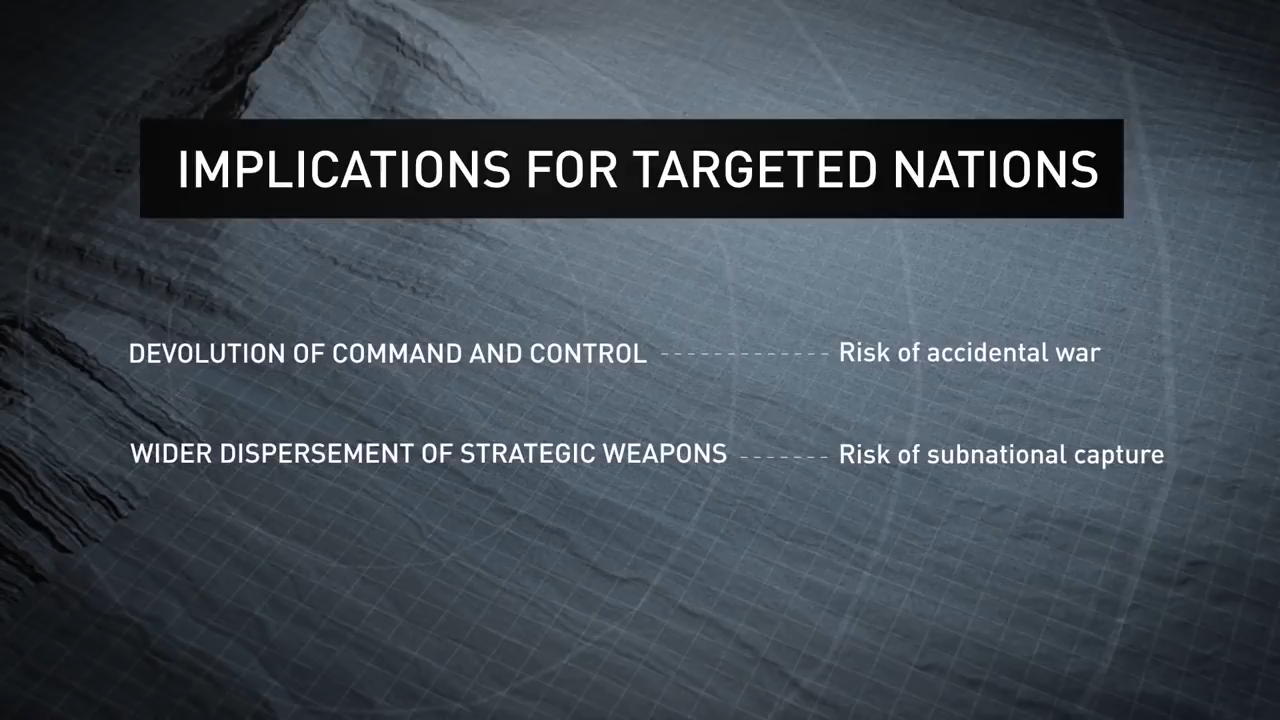 IMPLICATIONS FOR TARGETED NATIONS
DEVOLUTION OF COMMAND AND CONTROL ------------ Risk of accidental war
WIDER DISPERSEMENT OF STRATEGIC WEAPONS ------ Risk of subnational capture